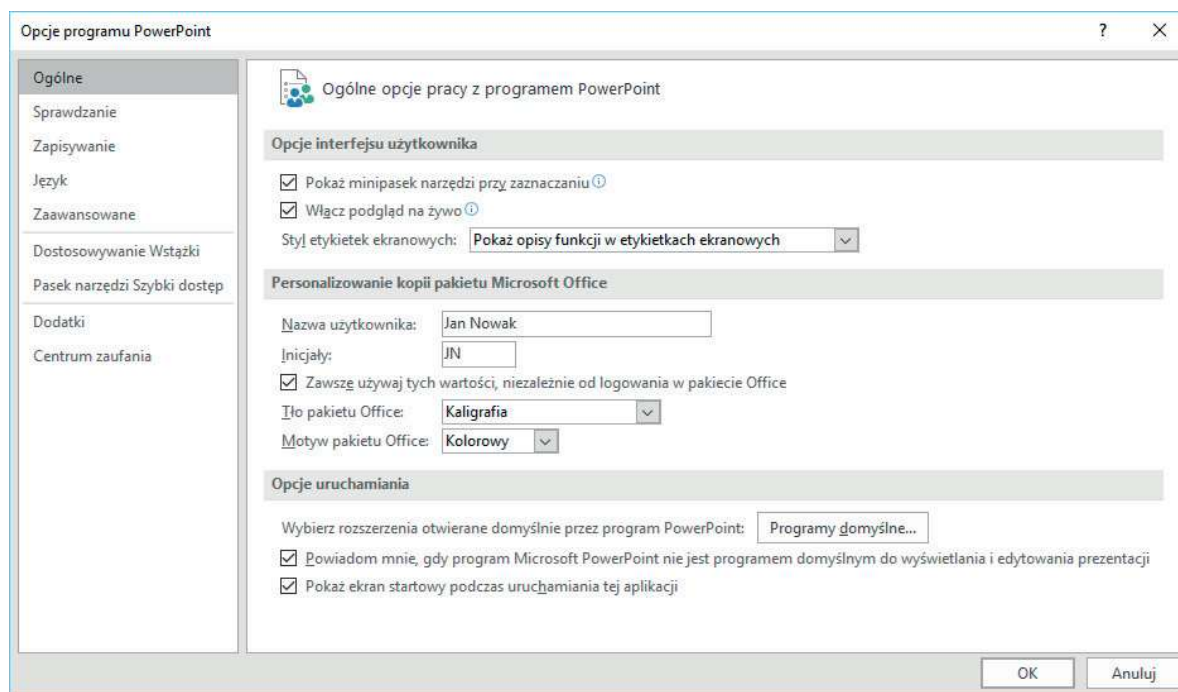 Opcje programu PowerPoint ?
Ogólne
Sprawdzanie
Zapisywanie
Język
Zaawansowane
Dostosowywanie Wstążki
Pasek narzędzi Szybki dostęp
Dodatki
Centrum zaufania
Ogólne opcje pracy z programem PowerPoint
Opcje interfejsu użytkownika
Pokaż minipasek narzędzi przy zaznaczaniu
Włącz podgląd na żywo
Styl etykietek ekranowych: Pokaż opisy funkcji w etykietkach ekranowych
Personalizowanie kopii pakietu Microsoft Office
Nazwa użytkownika: Jan Nowak
Inicjały: JN
Zawsze używaj tych wartości, niezależnie od logowania w pakiecie Office
Tło pakietu Office: Kaligrafia
Motyw pakietu Office: Kolorowy
Opcje uruchamiania
Wybierz rozszerzenia otwierane domyślnie przez program PowerPoint: Programy domyślne...
Powiadom mnie, gdy program Microsoft PowerPoint nie jest programem domyślnym do wyświetlania i edytowania prezentacji
Pokaż ekran startowy podczas uruchamiania tej aplikacji
OK Anuluj